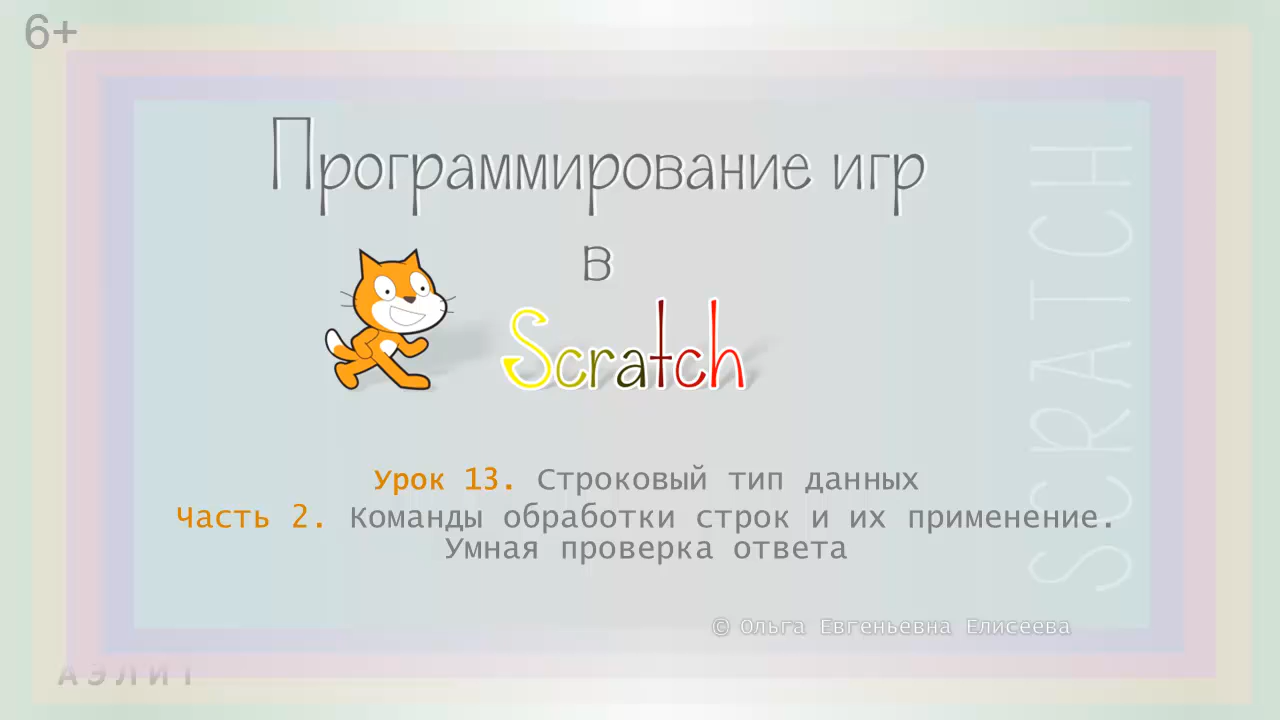 6+
Программирование игр
в
Scratch
SCRATCH
Урок 13. Строковый тип данных
Часть 2. Команды обработки строк и их применение.
Умная проверка ответа
© Ольга Евгеньевна Елисеева